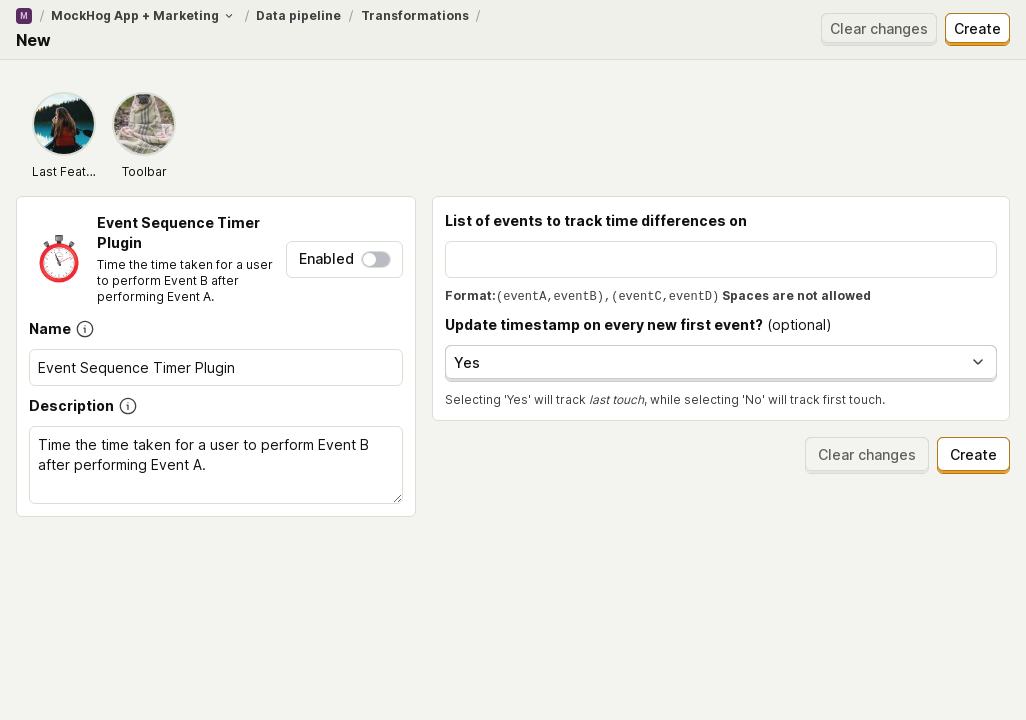 M / MockHog App + Marketing / Data pipeline / Transformations /
New
Clear changes
Create
Last Feat...
Toolbar
Event Sequence Timer
Plugin
Time the time taken for a user
to perform Event B after
performing Event A.
Enabled
Name
Event Sequence Timer Plugin
Description
Time the time taken for a user to perform Event B
after performing Event A.
List of events to track time differences on
Format:(eventA,eventB),(eventC,eventD) Spaces are not allowed
Update timestamp on every new first event? (optional)
Yes
Selecting 'Yes' will track last touch, while selecting 'No' will track first touch.
Clear changes
Create